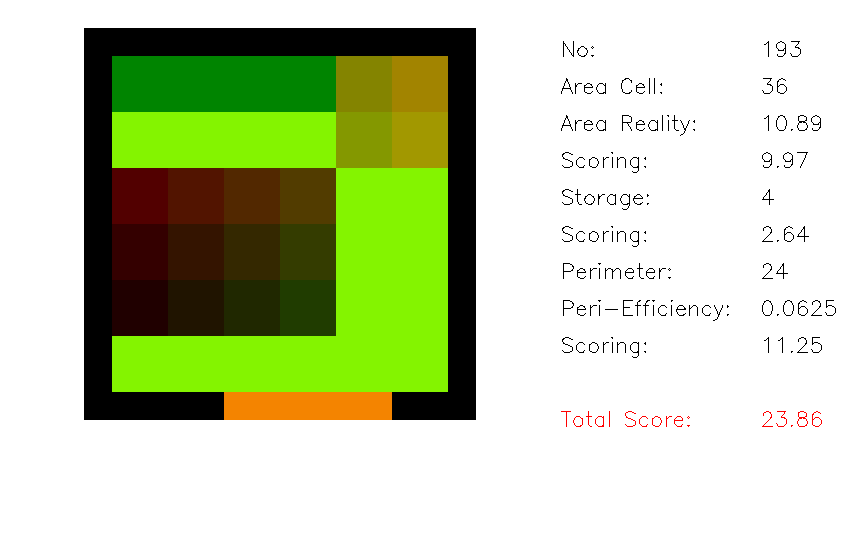 No: 193
Area Cell: 36
Area Reality: 10.89
Scoring: 9.97
Storage: 4
Scoring: 2.64
Perimeter: 24
Peri-Efficiency: 0.0625
Scoring: 11.25
Total Score: 23.86